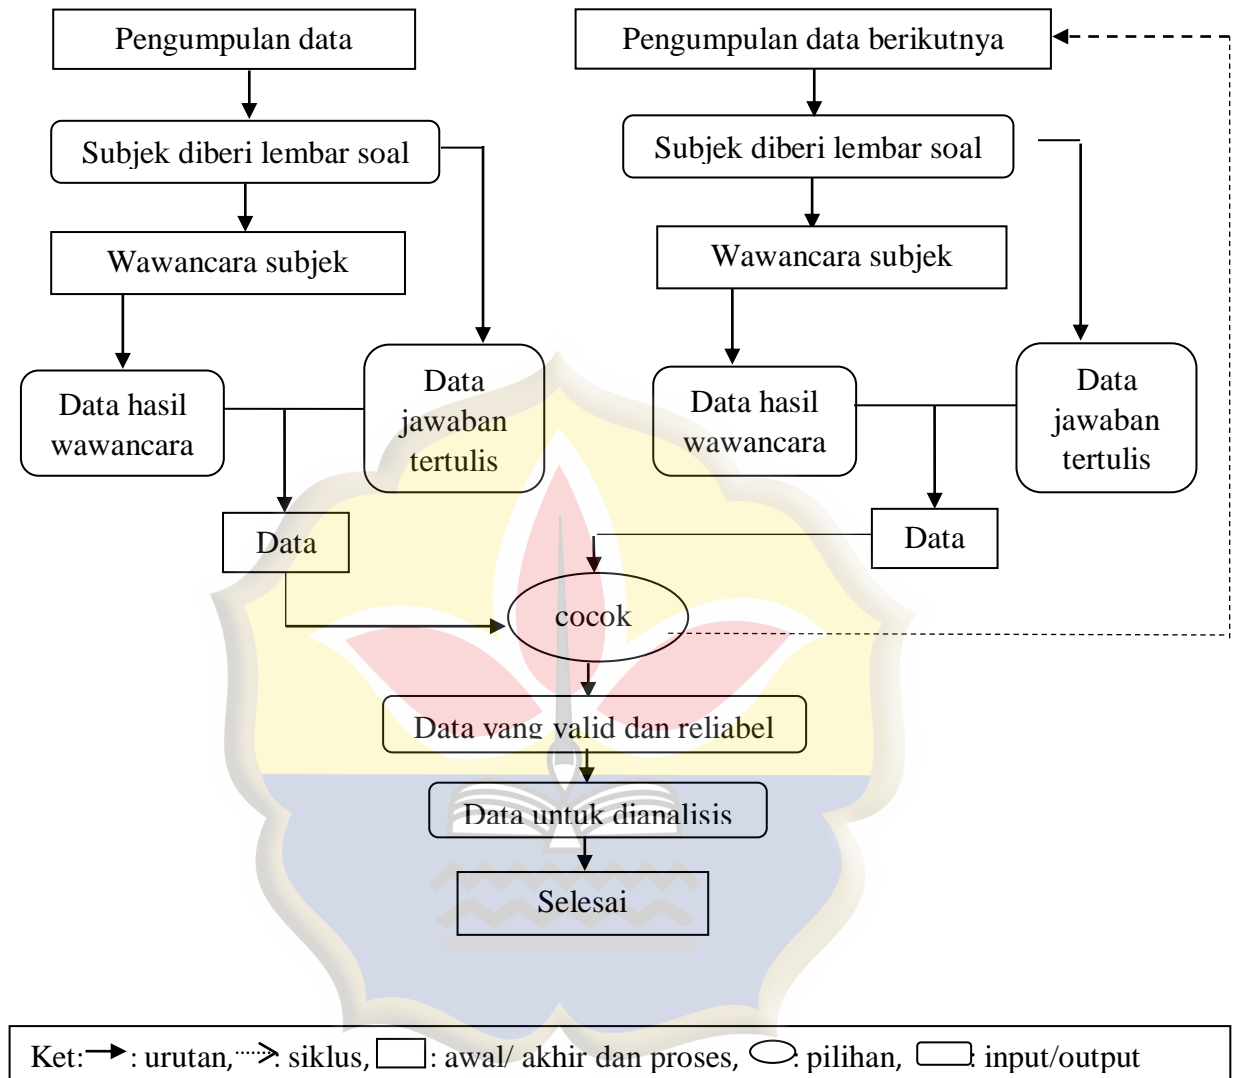 Pengumpulan data
Subjek diberi lembar soal
Wawancara subjek
Data hasil
wawancara
Data
jawaban
tertulis
Data
Pengumpulan data berikutnya
Subjek diberi lembar soal
Wawancara subjek
Data hasil
wawancara
Data
jawaban
tertulis
Data
cocok
Data yang valid dan reliabel
Data untuk dianalisis
Selesai
Ket: : urutan, : siklus, : awal/ akhir dan proses, : pilihan, : input/output